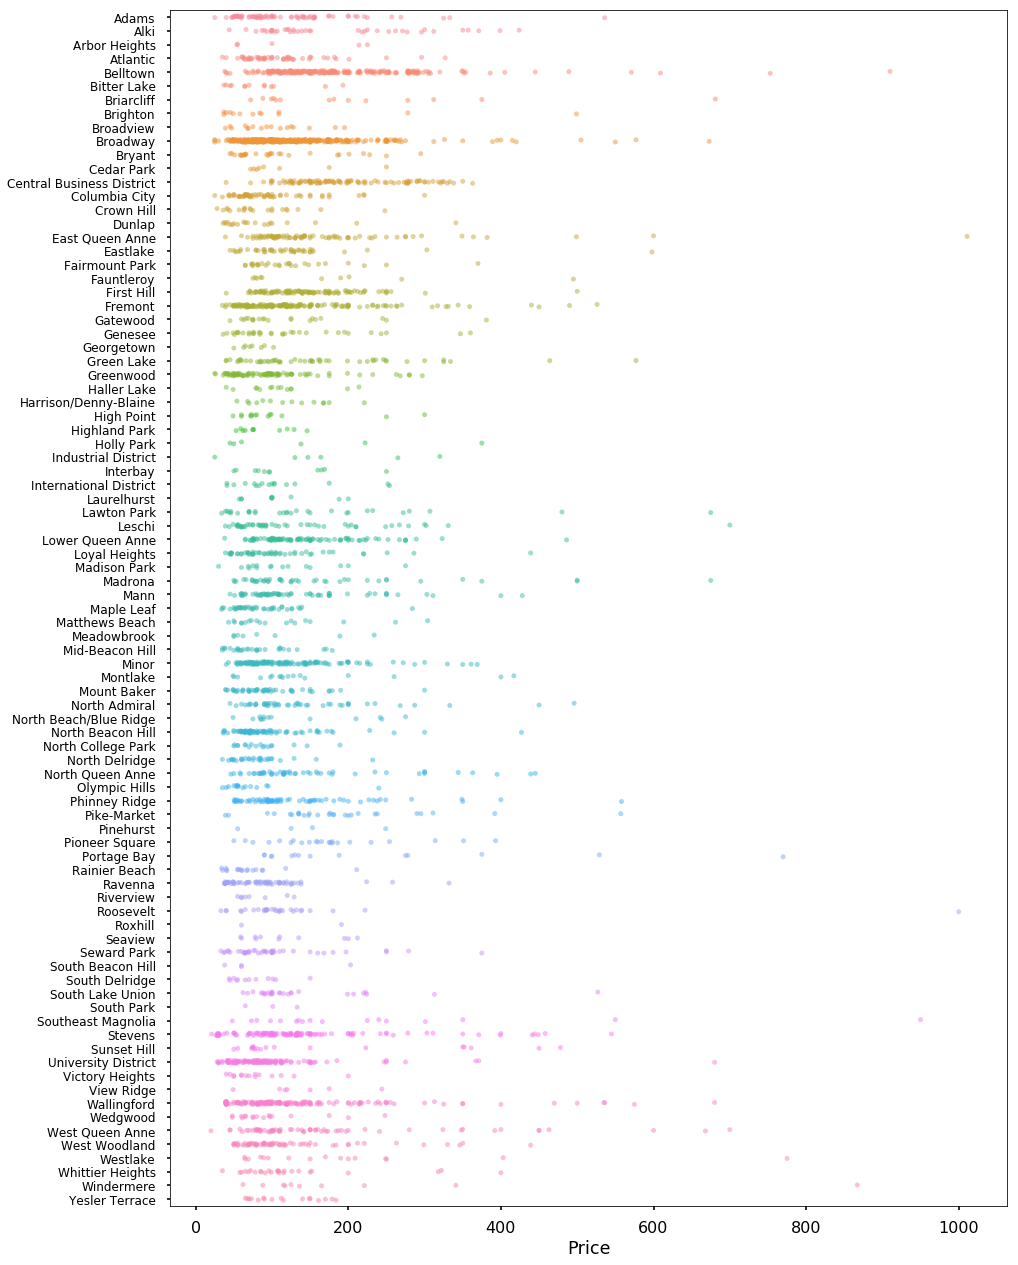 Adams
Alki
Arbor Heights
Atlantic
Belltown
Bitter Lake
Briarcliff
Brighton
Broadview
Broadway
Bryant
Cedar Park
Central Business District
Columbia City
Crown Hill
Dunlap
East Queen Anne
Eastlake
Fairmount Park
Fauntleroy
First Hill
Fremont
Gatewood
Genesee
Georgetown
Green Lake
Greenwood
Haller Lake
Harrison/Denny-Blaine
High Point
Highland Park
Holly Park
Industrial District
Interbay
International District
Laurelhurst
Lawton Park
Leschi
Lower Queen Anne
Loyal Heights
Madison Park
Madrona
Mann
Maple Leaf
Matthews Beach
Meadowbrook
Mid-Beacon Hill
Minor
Montlake
Mount Baker
North Admiral
North Beach/Blue Ridge
North Beacon Hill
North College Park
North Delridge
North Queen Anne
Olympic Hills
Phinney Ridge
Pike-Market
Pinehurst
Pioneer Square
Portage Bay
Rainier Beach
Ravenna
Riverview
Roosevelt
Roxhill
Seaview
Seward Park
South Beacon Hill
South Delridge
South Lake Union
South Park
Southeast Magnolia
Stevens
Sunset Hill
University District
Victory Heights
View Ridge
Wallingford
Wedgwood
West Queen Anne
West Woodland
Westlake
Whittier Heights
Windermere
Yesler Terrace
0 200 400 600 800 1000
Price